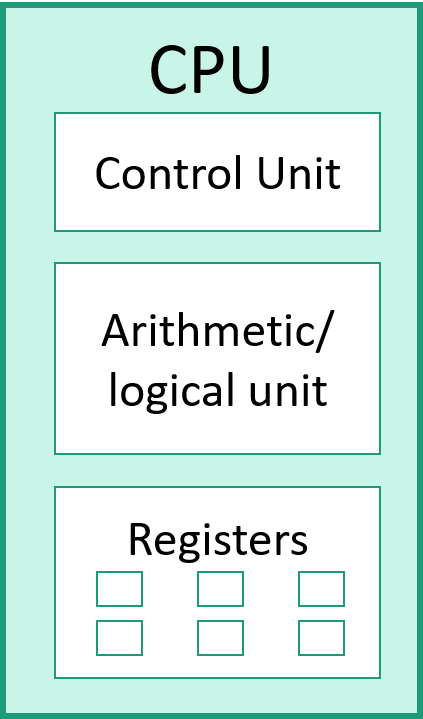 CPU
Control Unit
Arithmetic/
logical unit
Registers